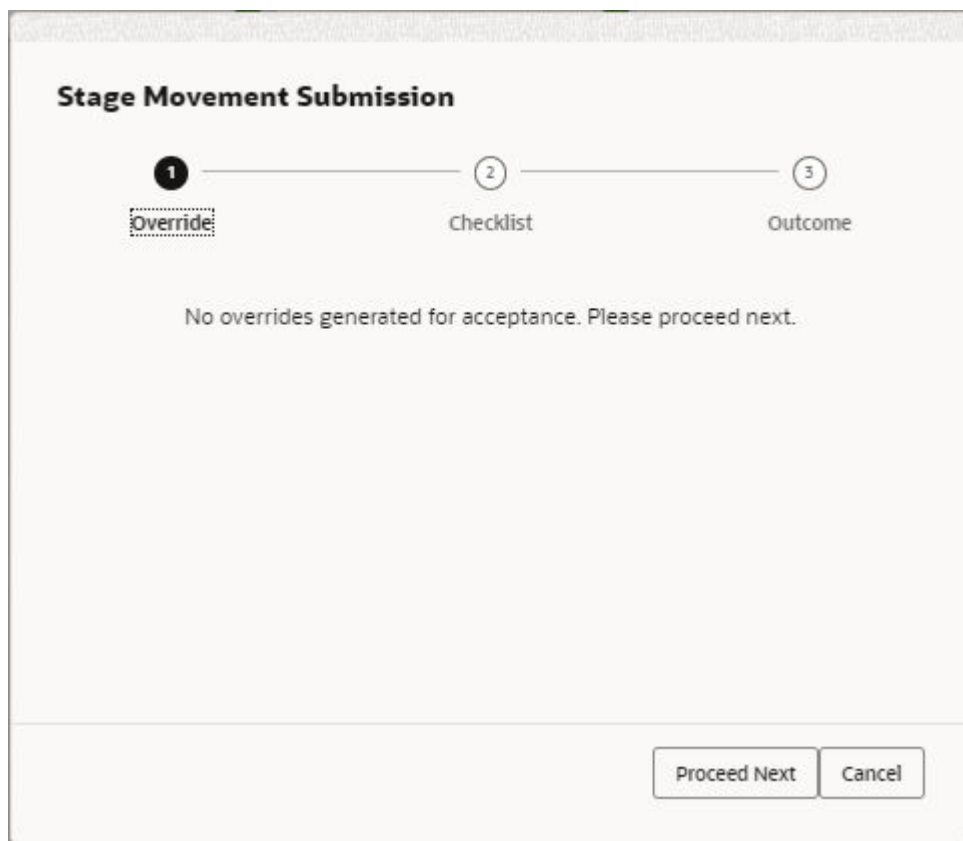 Stage Movement Submission
1 2 3
Override Checklist Outcome
No overrides generated for acceptance. Please proceed next.
Proceed Next Cancel